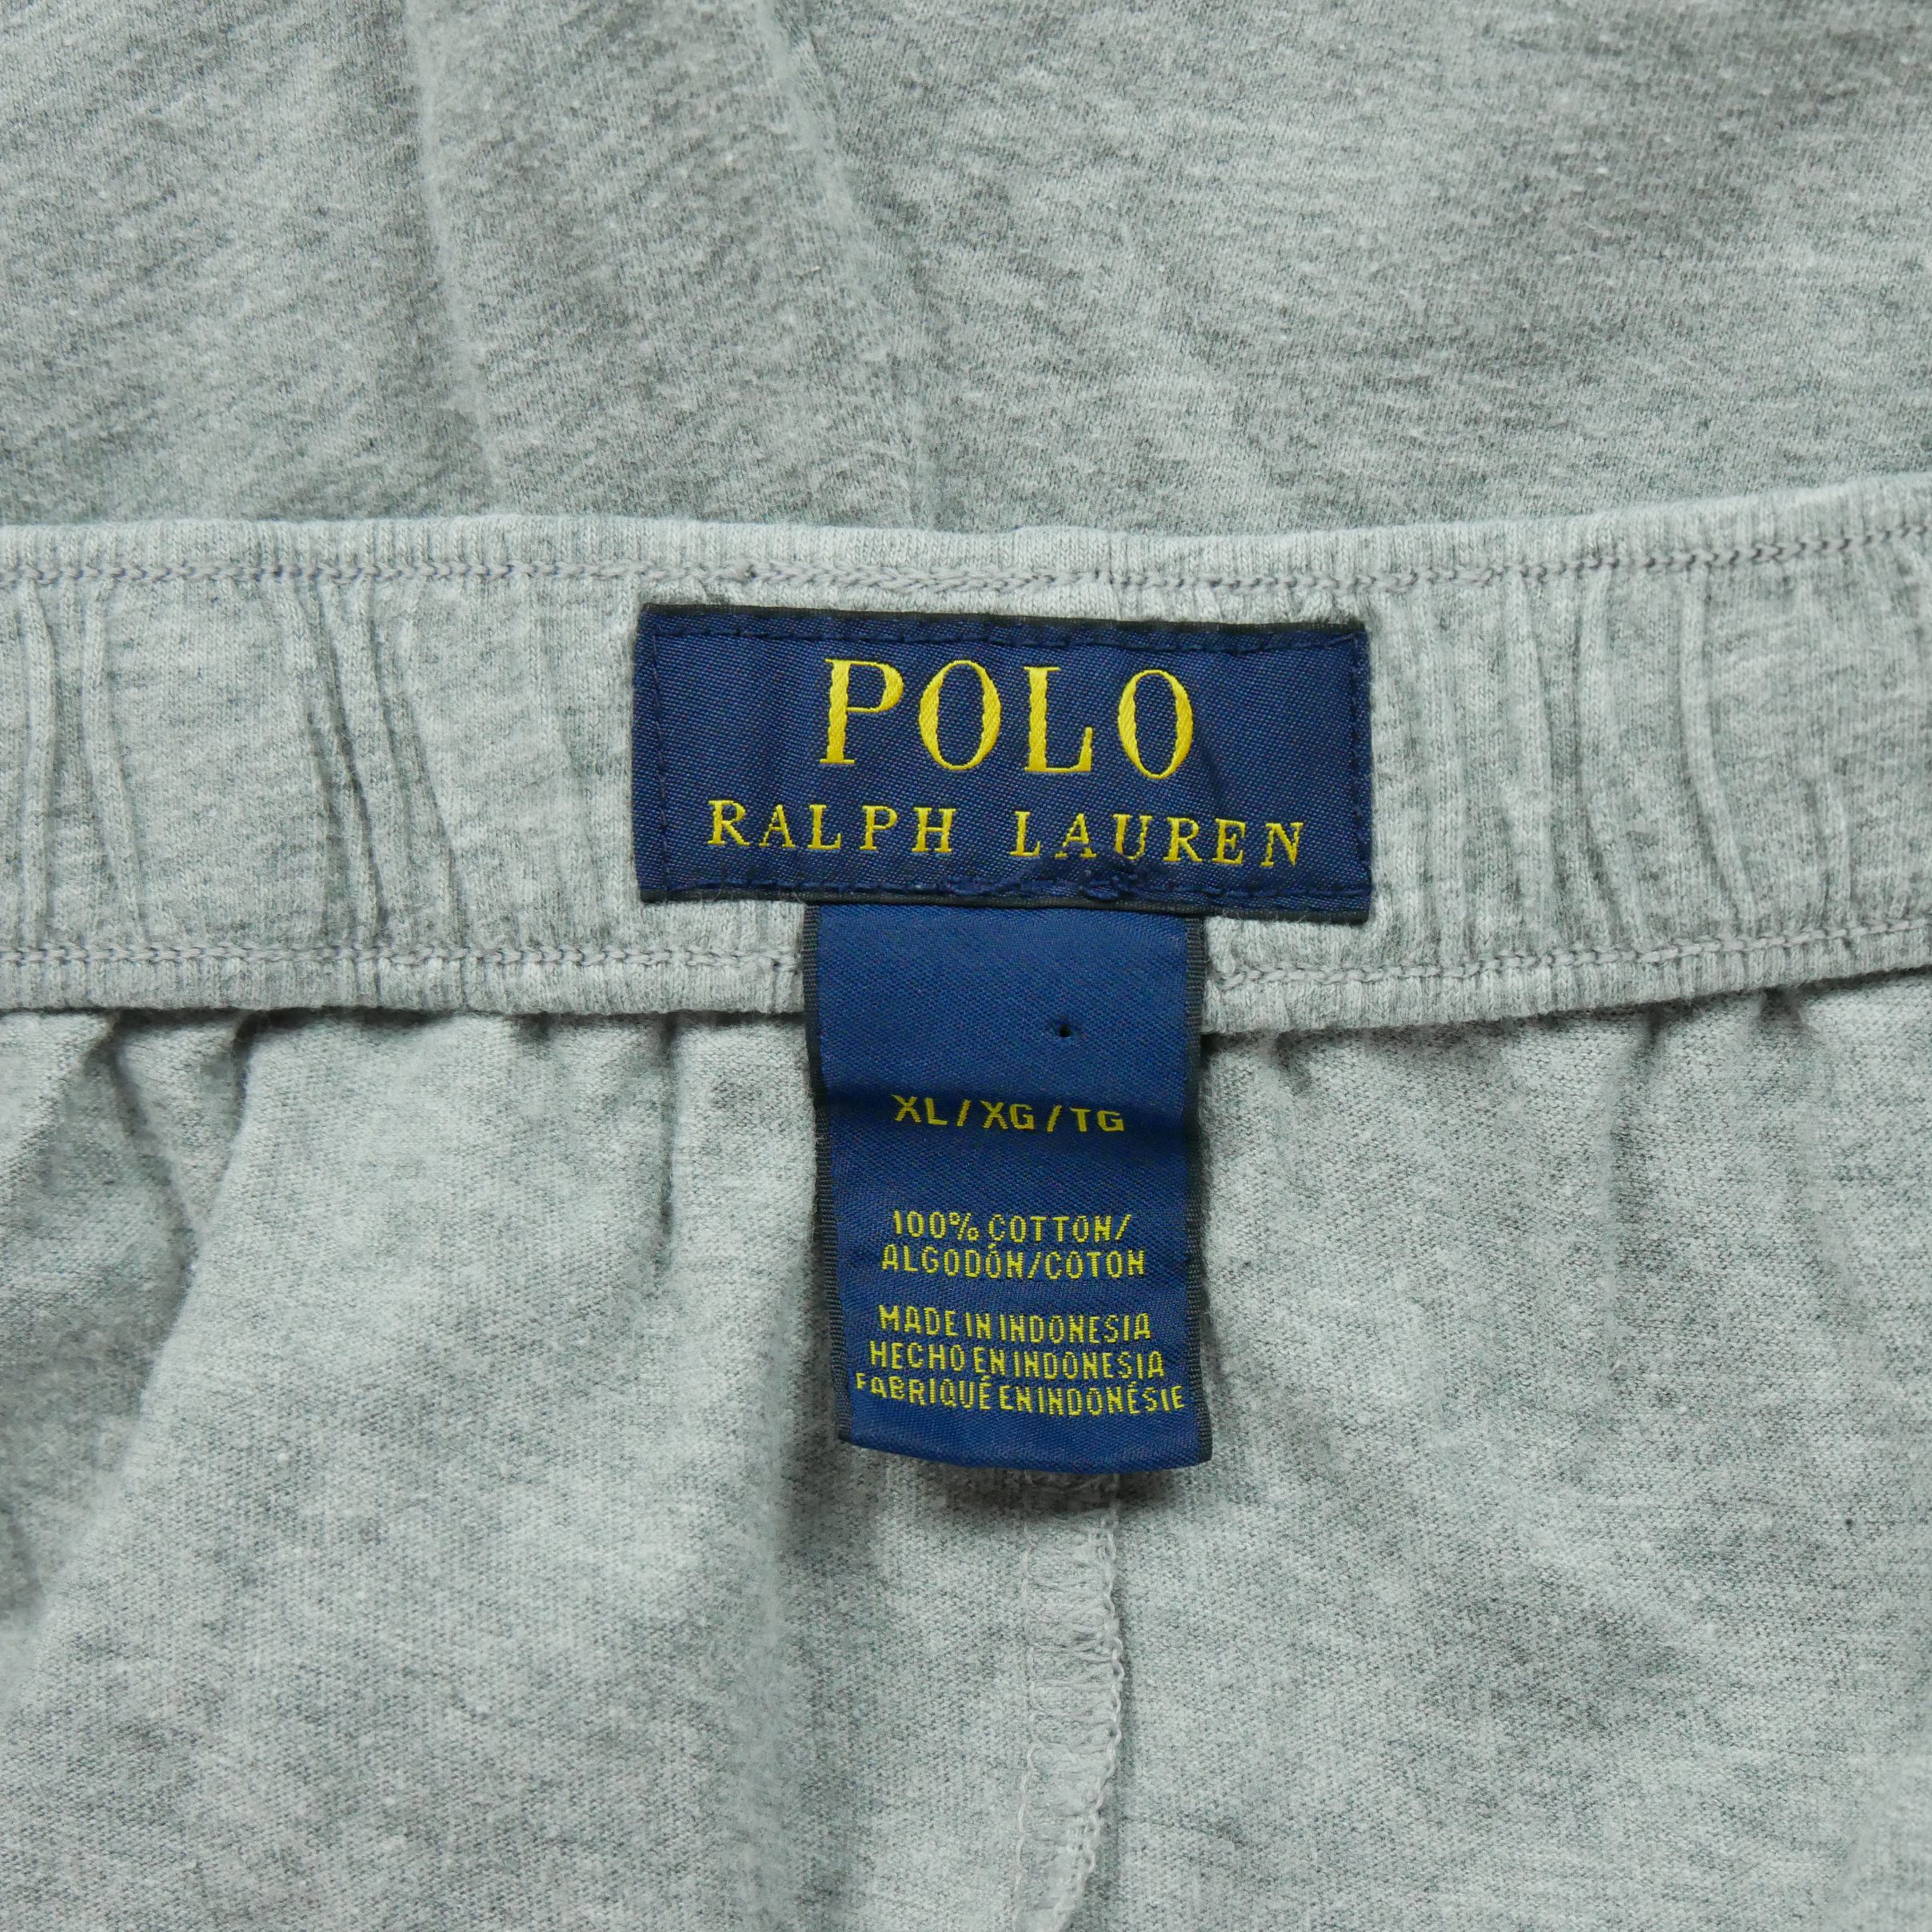 POLO
RALPH LAUREN
XL/XG/TG
100% COTTON/
ALGODÓN/COTON
MADE IN INDONESIA
HECHO EN INDONESIA
FABRIQUÉ EN INDONÉSIE